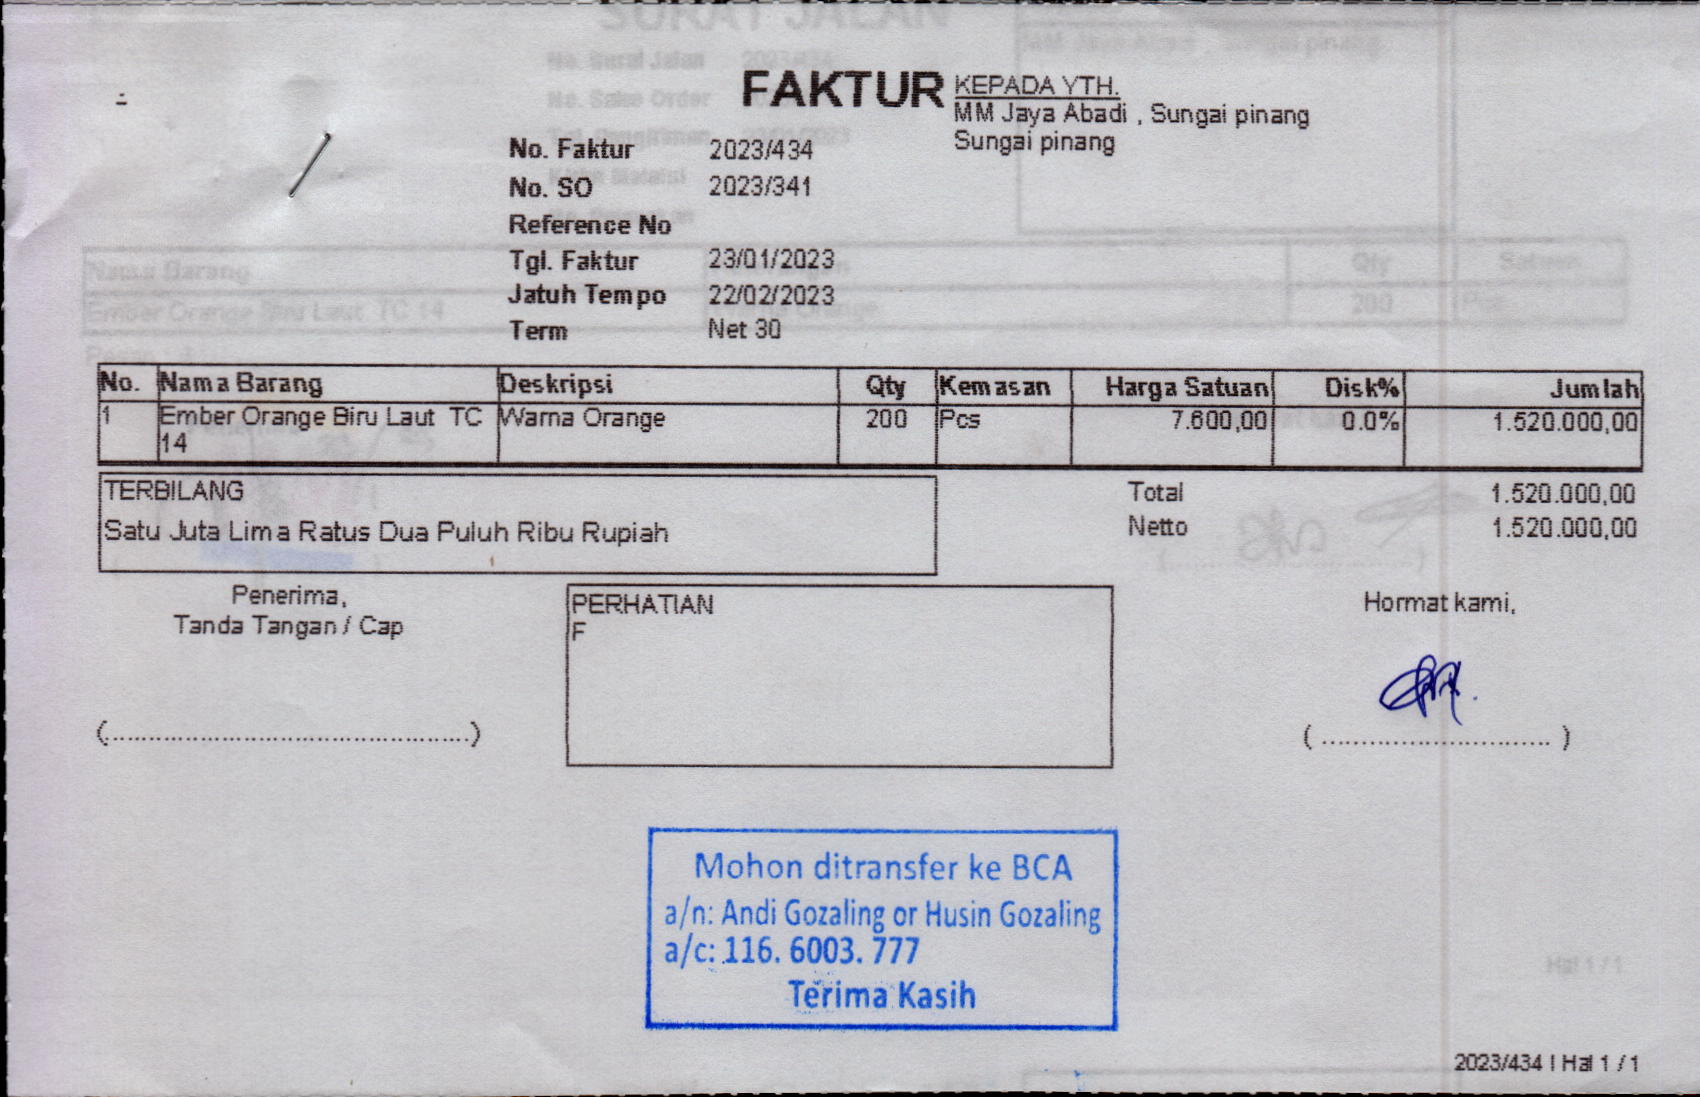 FAKTUR
KEPADA YTH.
MM Jaya Abadi , Sungai pinang
Sungai pinang
No. Faktur 2023/434
No. SO 2023/341
Reference No
Tgl. Faktur 23/01/2023
Jatuh Tempo 22/02/2023
Term Net 30
No. Nama Barang Deskripsi Qty Kemasan Harga Satuan Disk% Jumlah
1 Ember Orange Biru Laut TC Warna Orange 200 Pcs 7.600,00 0.0% 1.520.000,00
14
TERBILANG
Satu Juta Lima Ratus Dua Puluh Ribu Rupiah
Total 1.520.000,00
Netto 1.520.000,00
Penerima,
Tanda Tangan / Cap
(..............................................)
PERHATIAN
F
Hormat kami,
( ............................. )
Mohon ditransfer ke BCA
a/n: Andi Gozaling or Husin Gozaling
a/c: 116. 6003. 777
Terima Kasih
2023/434 | Hal 1 / 1